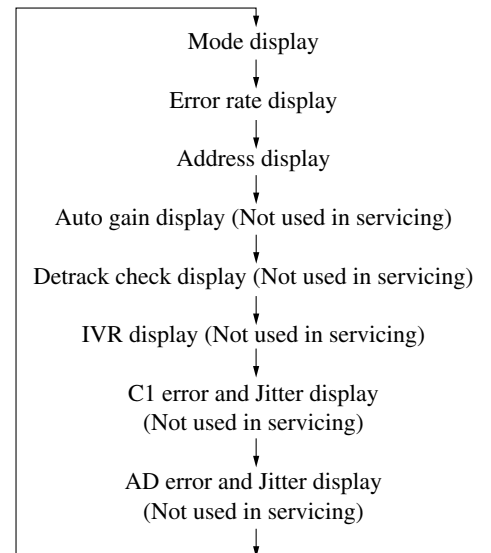 Mode display
Error rate display
Address display
Auto gain display (Not used in servicing)
Detrack check display (Not used in servicing)
IVR display (Not used in servicing)
C1 error and Jitter display
(Not used in servicing)
AD error and Jitter display
(Not used in servicing)